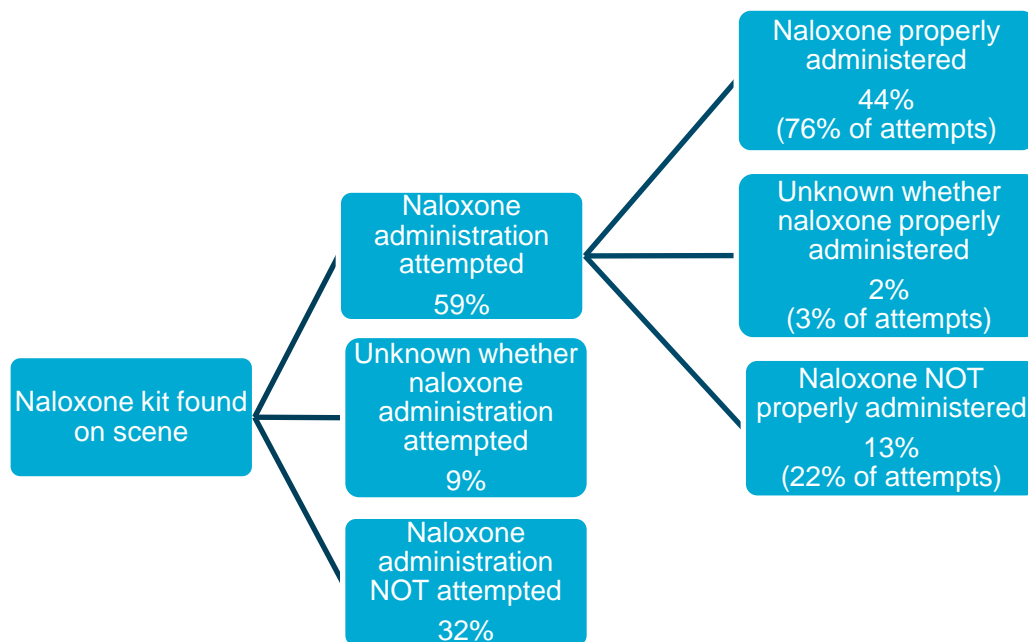 Naloxone kit found
on scene
Naloxone
administration
attempted
59%
Unknown whether
naloxone
administration
attempted
9%
Naloxone
administration
NOT attempted
32%
Naloxone properly
administered
44%
(76% of attempts)
Unknown whether
naloxone properly
administered
2%
(3% of attempts)
Naloxone NOT
properly administered
13%
(22% of attempts)